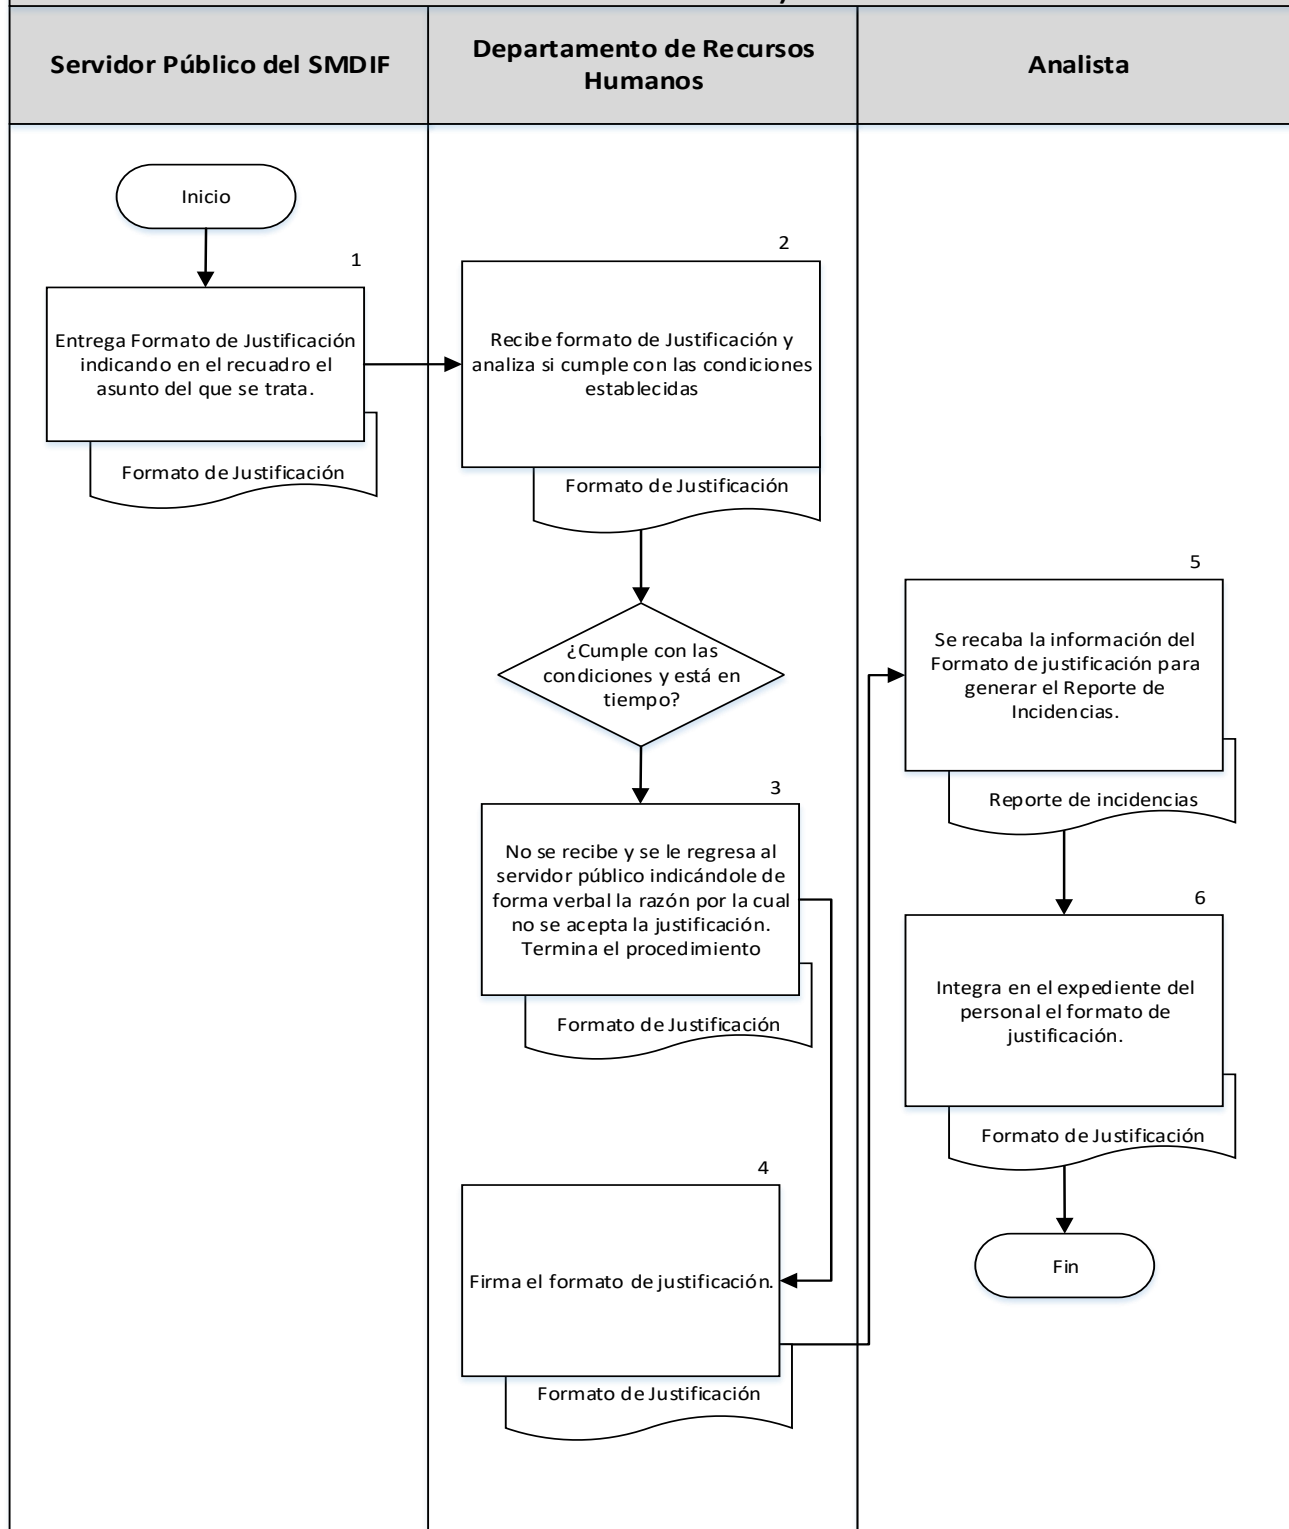 Servidor Público del SMDIF
Departamento de Recursos
Humanos
Analista
Inicio
1
Entrega Formato de Justificación
indicando en el recuadro el
asunto del que se trata.
Formato de Justificación
2
Recibe formato de Justificación y
analiza si cumple con las condiciones
establecidas
Formato de Justificación
¿Cumple con las
condiciones y está en
tiempo?
3
No se recibe y se le regresa al
servidor público indicándole de
forma verbal la razón por la cual
no se acepta la justificación.
Termina el procedimiento
Formato de Justificación
4
Firma el formato de justificación.
Formato de Justificación
5
Se recaba la información del
Formato de justificación para
generar el Reporte de
Incidencias.
Reporte de incidencias
6
Integra en el expediente del
personal el formato de
justificación.
Formato de Justificación
Fin